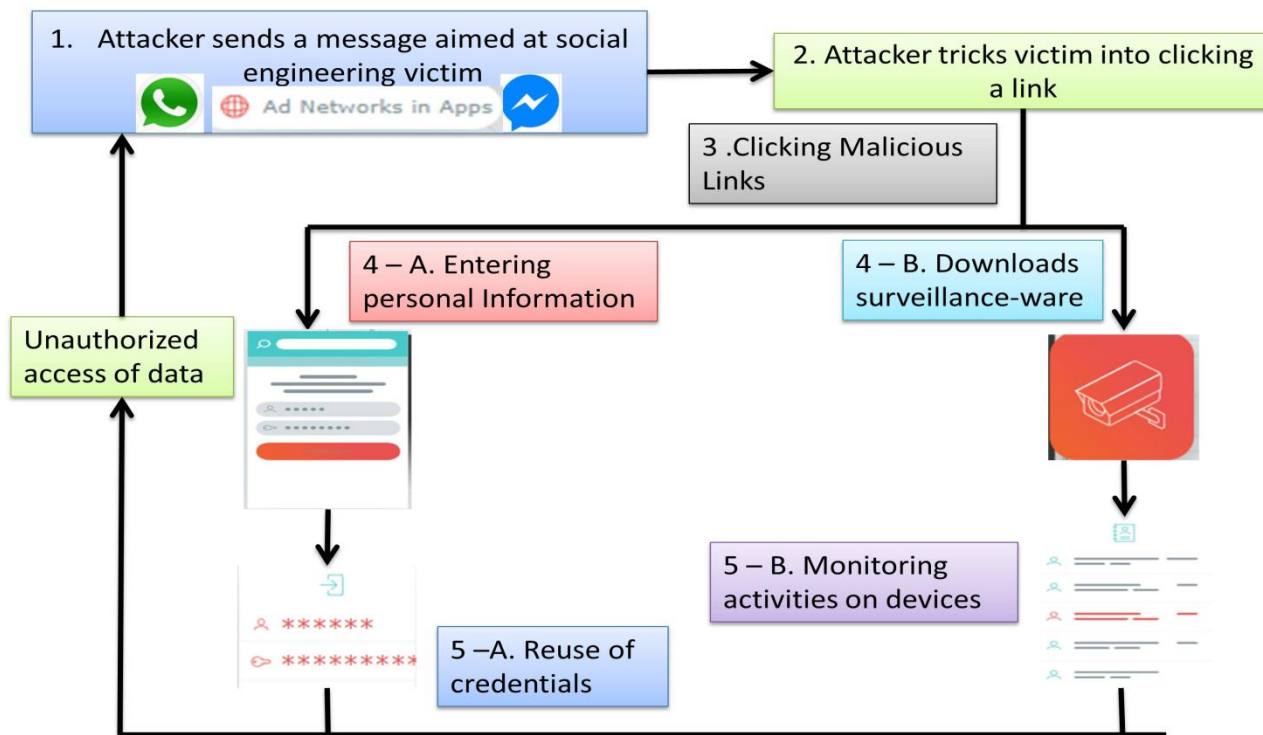 1. Attacker sends a message aimed at social
engineering victim
Ad Networks in Apps
2. Attacker tricks victim into clicking
a link
3 .Clicking Malicious
Links
4 – A. Entering
personal Information
4 – B. Downloads
surveillance-ware
Unauthorized
access of data
5 – B. Monitoring
activities on devices
******
*********
5 –A. Reuse of
credentials